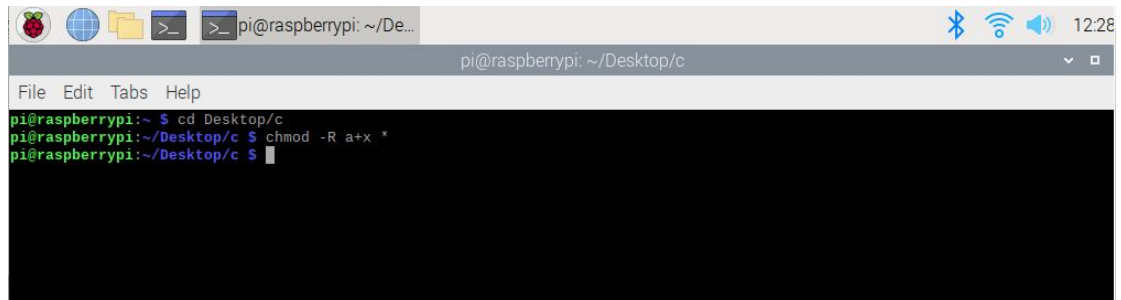 >_ >_ pi@raspberrypi: ~/De... 12:28
pi@raspberrypi: ~/Desktop/c
File Edit Tabs Help
pi@raspberrypi:~ $ cd Desktop/c
pi@raspberrypi:~/Desktop/c $ chmod -R a+x *
pi@raspberrypi:~/Desktop/c $